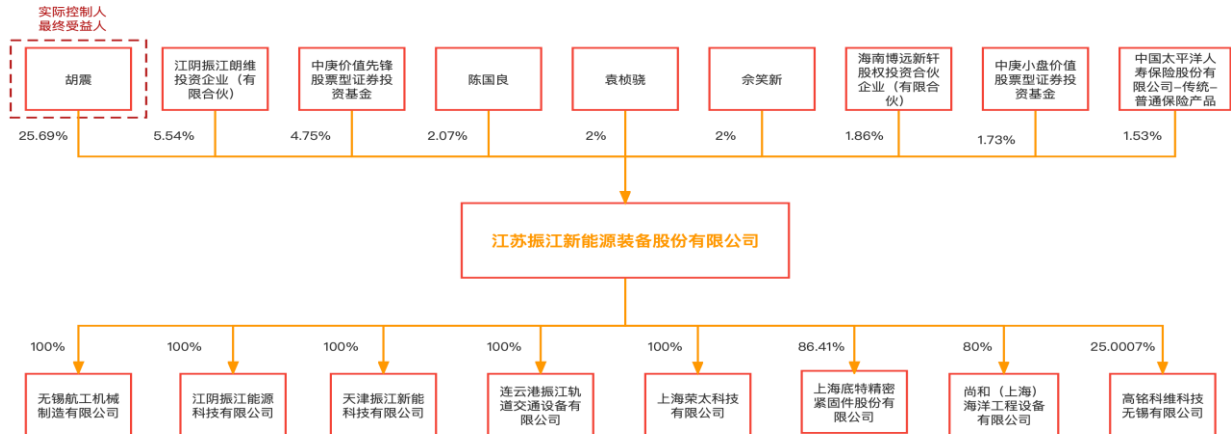 实际控制人
最终受益人
胡震
江阴振江朗维
投资企业（有
限合伙）
中庚价值先锋
股票型证券投
资基金
陈国良
袁桢骁
佘笑新
海南博远新轩
股权投资合伙
企业（有限合
伙）
中庚小盘价值
股票型证券投
资基金
中国太平洋人
寿保险股份有
限公司–传统–
普通保险产品
25.69%
5.54%
4.75%
2.07%
2%
2%
1.86%
1.73%
1.53%
江苏振江新能源装备股份有限公司
100%
100%
100%
100%
100%
86.41%
80%
25.0007%
无锡航工机械
制造有限公司
江阴振江能源
科技有限公司
天津振江新能
科技有限公司
连云港振江轨
道交通设备有
限公司
上海荣太科技
有限公司
上海底特精密
紧固件股份有
限公司
尚和（上海）
海洋工程设备
有限公司
高铭科维科技
无锡有限公司